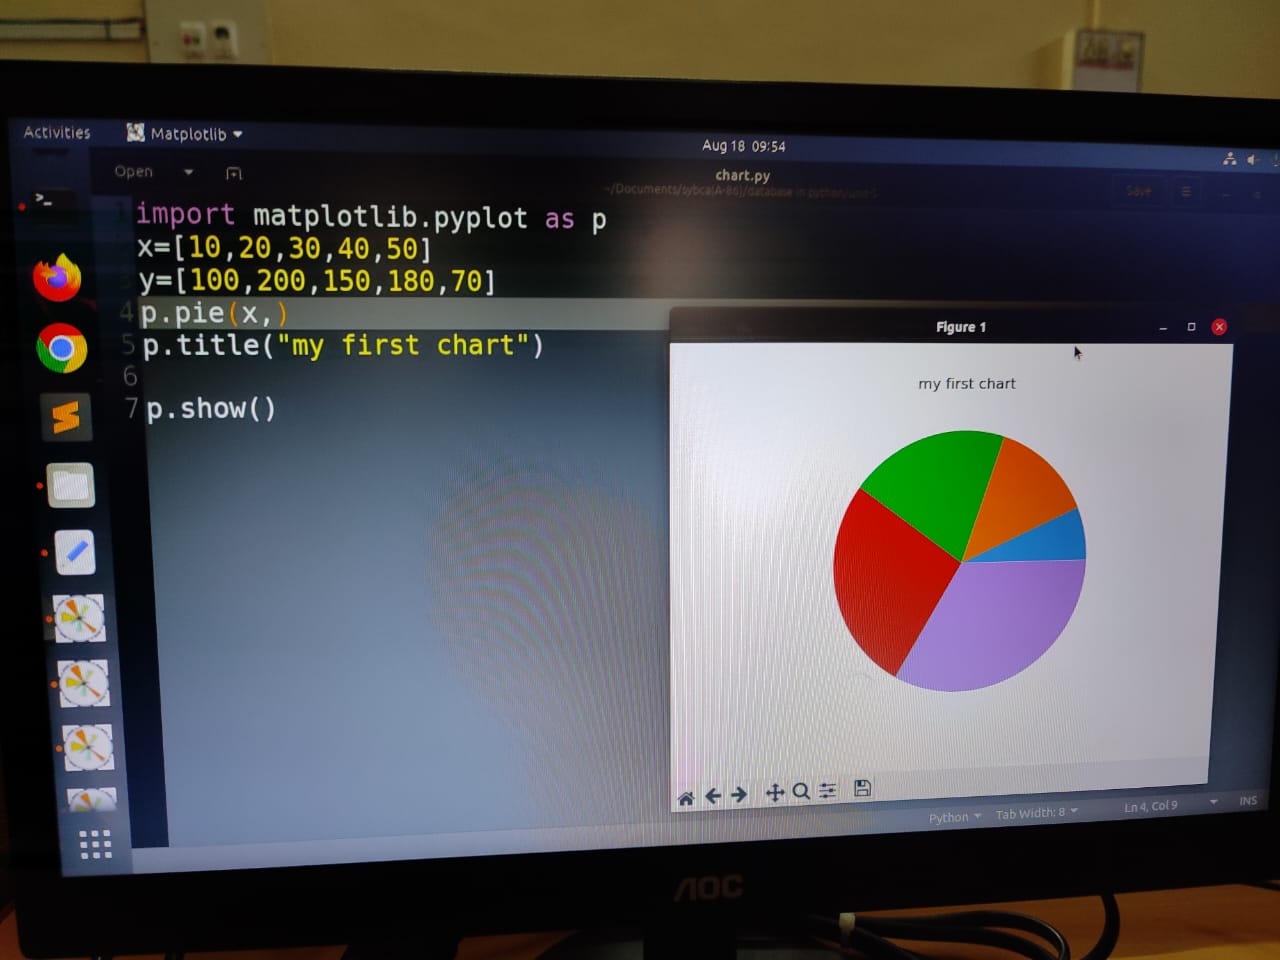 Activities
Matplotlib
Aug 18 09:54
Open
chart.py
Save
1 import matplotlib.pyplot as p
x=[10,20,30,40,50]
y=[100,200,150,180,70]
4 p.pie(x,)
5 p.title("my first chart")
6
7 p.show()
Figure 1
my first chart
Python
Tab Width: 8
Ln 4, Col 9
INS
AOC